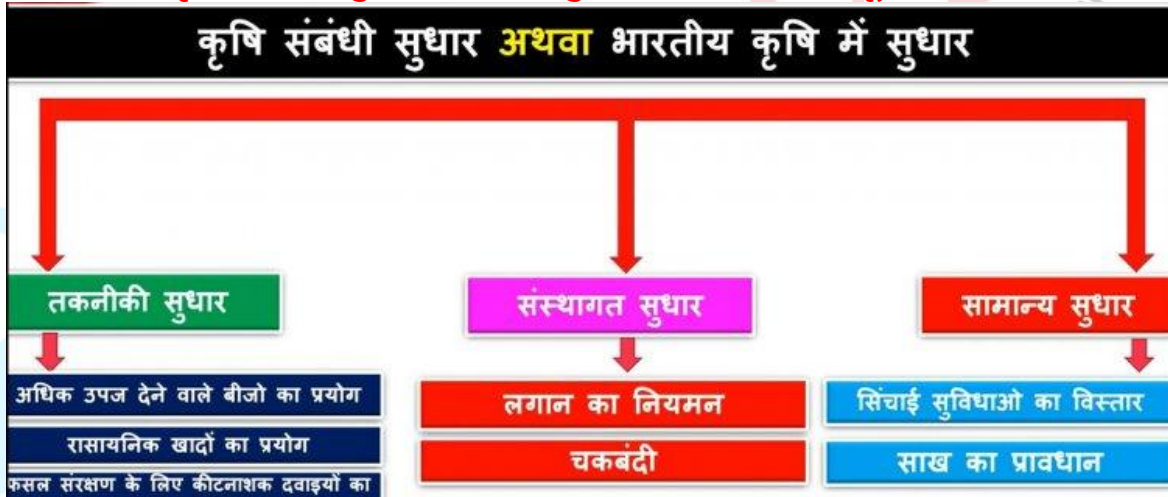 कृषि संबंधी सुधार अथवा भारतीय कृषि में सुधार
तकनीकी सुधार
अधिक उपज देने वाले बीजो का प्रयोग
रासायनिक खादों का प्रयोग
फसल संरक्षण के लिए कीटनाशक दवाइयों का
संस्थागत सुधार
लगान का नियमन
चकबंदी
सामान्य सुधार
सिंचाई सुविधाओ का विस्तार
साख का प्रावधान